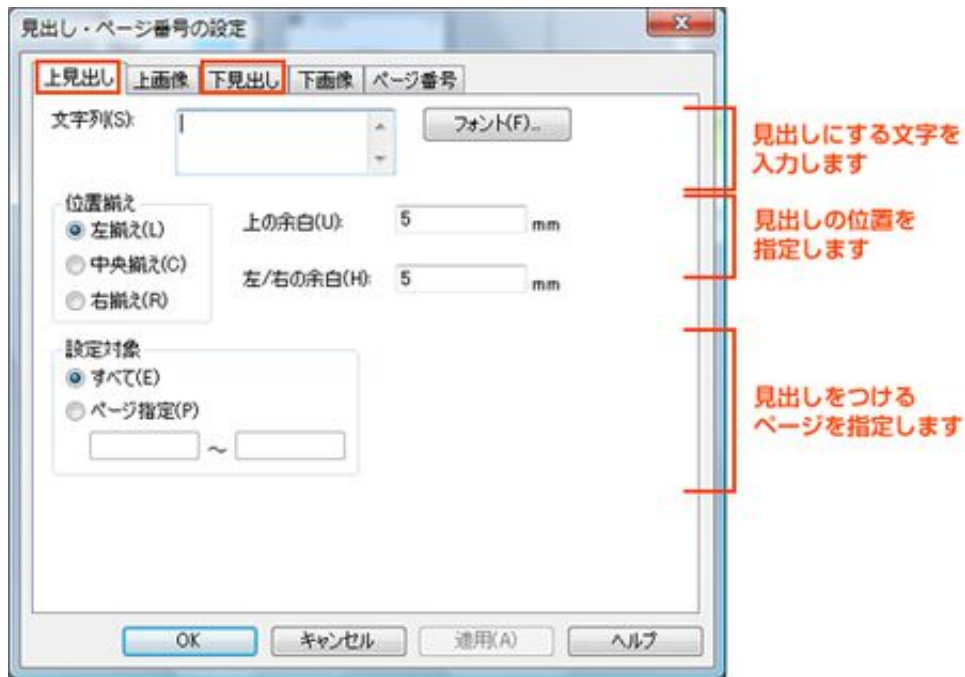 見出し・ページ番号の設定
上見出し 上画像 下見出し 下画像 ページ番号
文字列(S):
フォント(F)...
見出しにする文字を
入力します
位置揃え
左揃え(L)
中央揃え(C)
右揃え(R)
上の余白(U): 5 mm
左/右の余白(H): 5 mm
見出しの位置を
指定します
設定対象
すべて(E)
ページ指定(P)
～
見出しをつける
ページを指定します
OK キャンセル 適用(A) ヘルプ